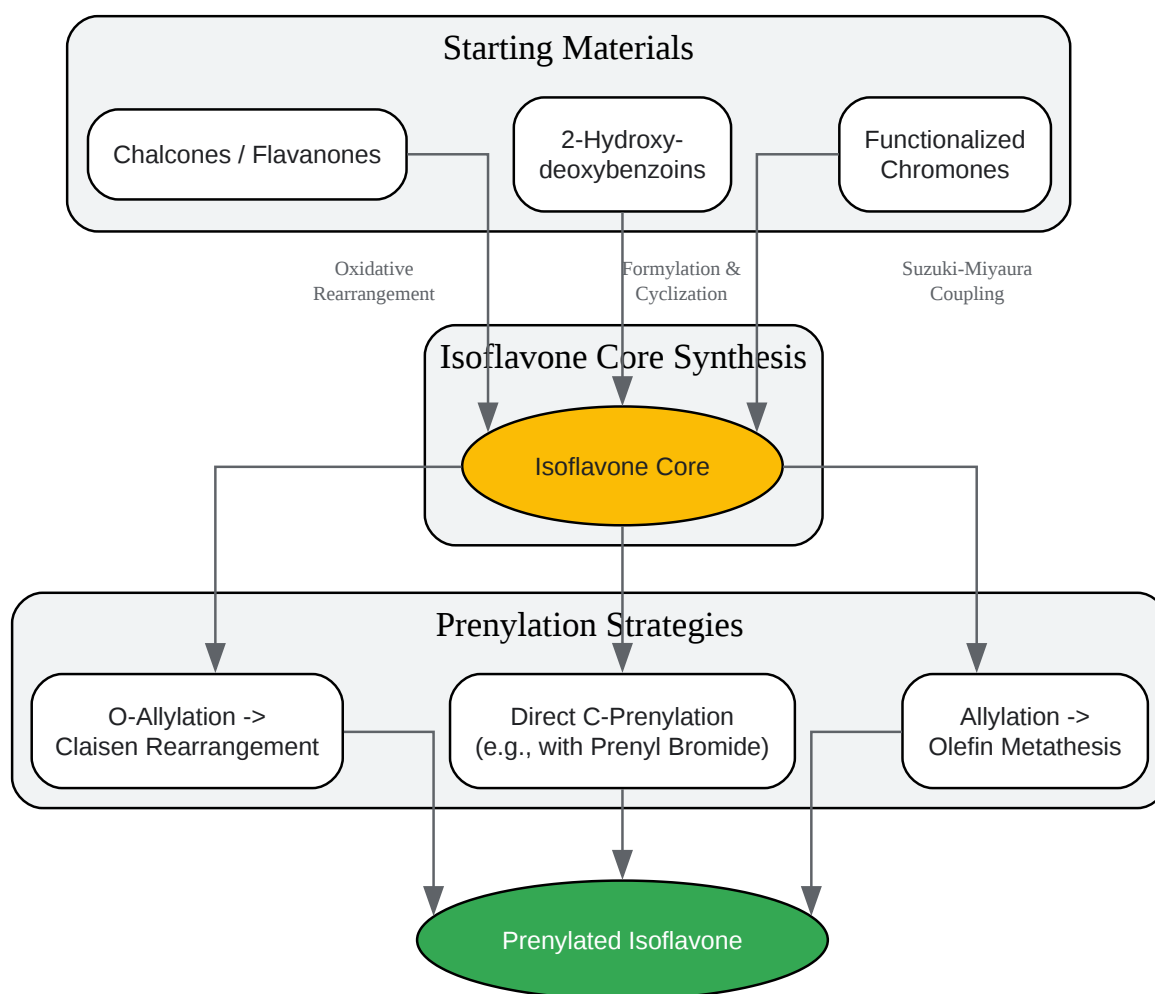 Starting Materials
Chalcones / Flavanones
2-Hydroxy-
deoxybenzoins
Functionalized
Chromones
Oxidative
Rearrangement
Formylation &
Cyclization
Suzuki-Miyaura
Coupling
Isoflavone Core Synthesis
Isoflavone Core
Prenylation Strategies
O-Allylation ->
Claisen Rearrangement
Direct C-Prenylation
(e.g., with Prenyl Bromide)
Allylation ->
Olefin Metathesis
Prenylated Isoflavone